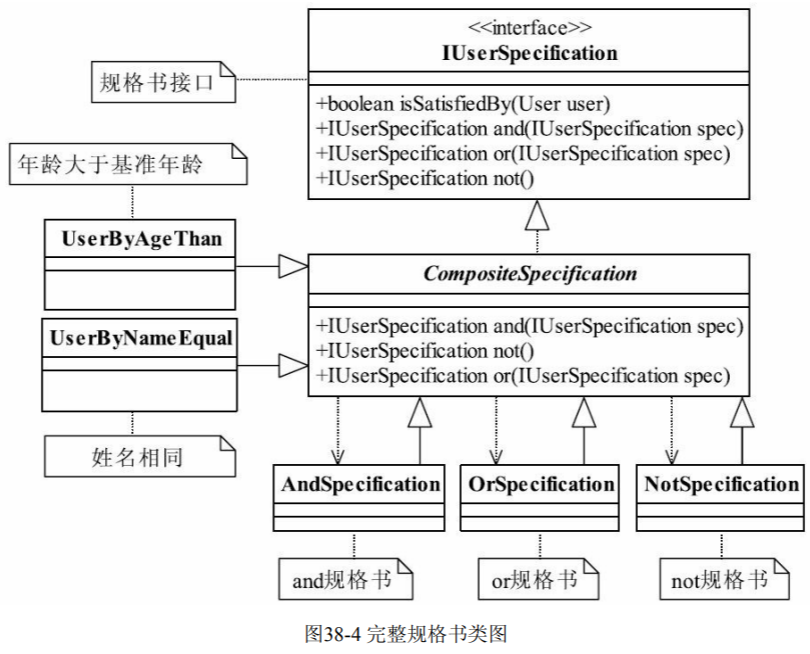 <<interface>>
IUserSpecification
规格书接口
+boolean isSatisfiedBy(User user)
+IUserSpecification and(IUserSpecification spec)
+IUserSpecification or(IUserSpecification spec)
+IUserSpecification not()
年龄大于基准年龄
UserByAgeThan
CompositeSpecification
+IUserSpecification and(IUserSpecification spec)
+IUserSpecification not()
+IUserSpecification or(IUserSpecification spec)
UserByNameEqual
姓名相同
AndSpecification
OrSpecification
NotSpecification
and规格书
or规格书
not规格书
图38-4 完整规格书类图